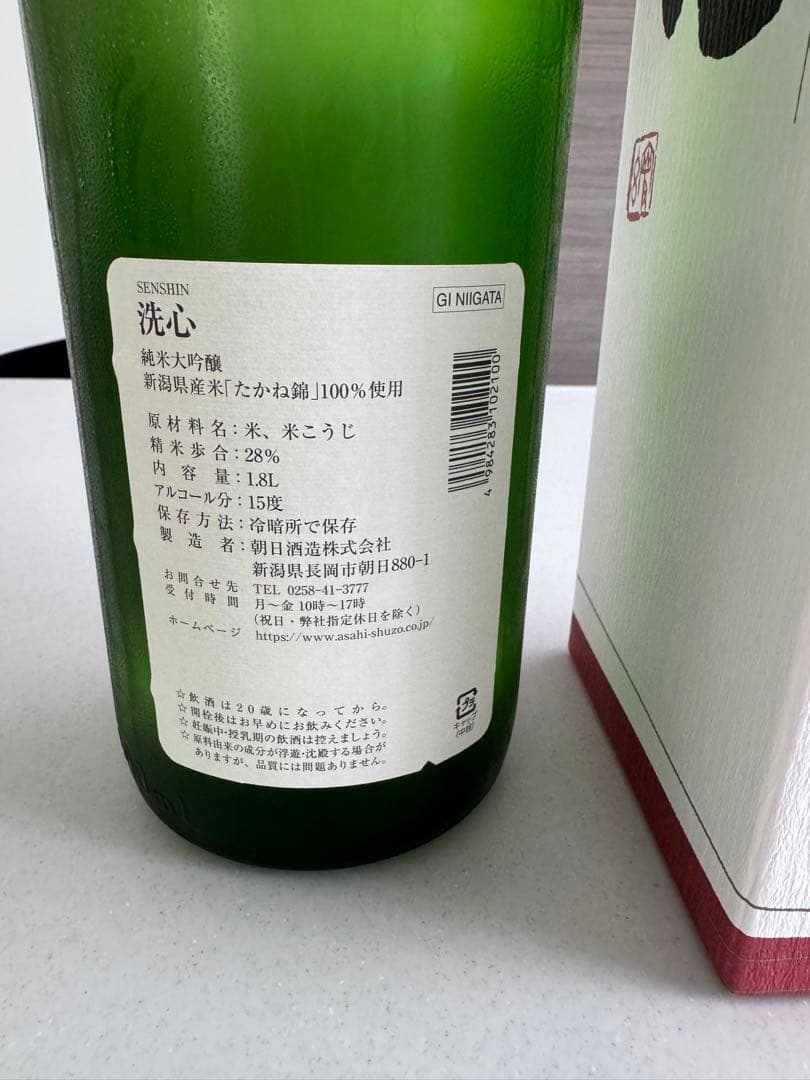 SENSHIN
洗心
GI NIIGATA
純米大吟醸
新潟県産米「たかね錦」100%使用
原材料名：米、米こうじ
精米歩合：28%
内容量：1.8L
アルコール分：15度
保存方法：冷暗所で保存
製造者：朝日酒造株式会社
新潟県長岡市朝日880-1
お問合せ先 TEL 0258-41-3777
受付時間 月～金 10時～17時
（祝日・弊社指定休日を除く）
ホームページ https://www.asahi-shuzo.co.jp/
4 984283 102100
☆飲酒は20歳になってから。
☆開栓後はお早めにお飲みください。
☆妊娠中・授乳期の飲酒は控えましょう。
☆原料由来の成分が浮遊・沈殿する場合が
ありますが、品質には問題ありません。
プラ
キャップ
(中栓)